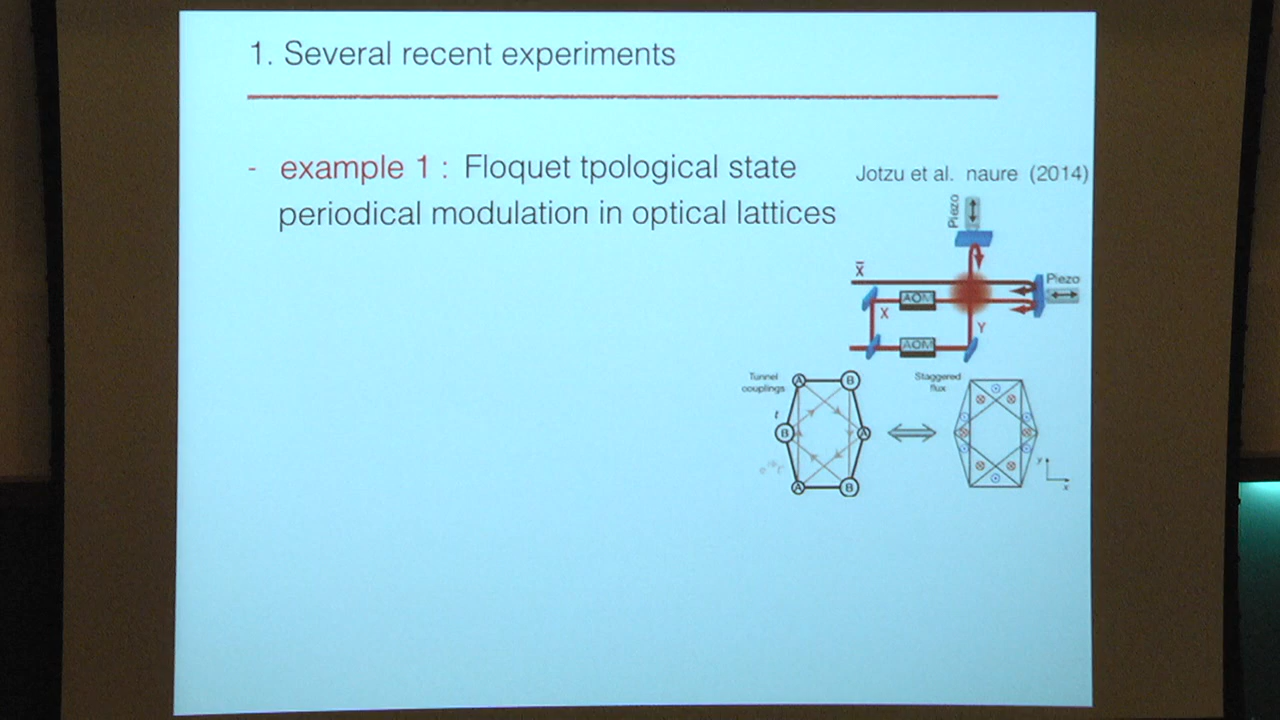 1. Several recent experiments
- example 1 : Floquet tpological state
periodical modulation in optical lattices
Jotzu et al. naure (2014)
Piezo
X̄
Piezo
AOM
X
Y
AOM
Tunnel
couplings
Staggered
flux
A B
t
B A
A B
y
x